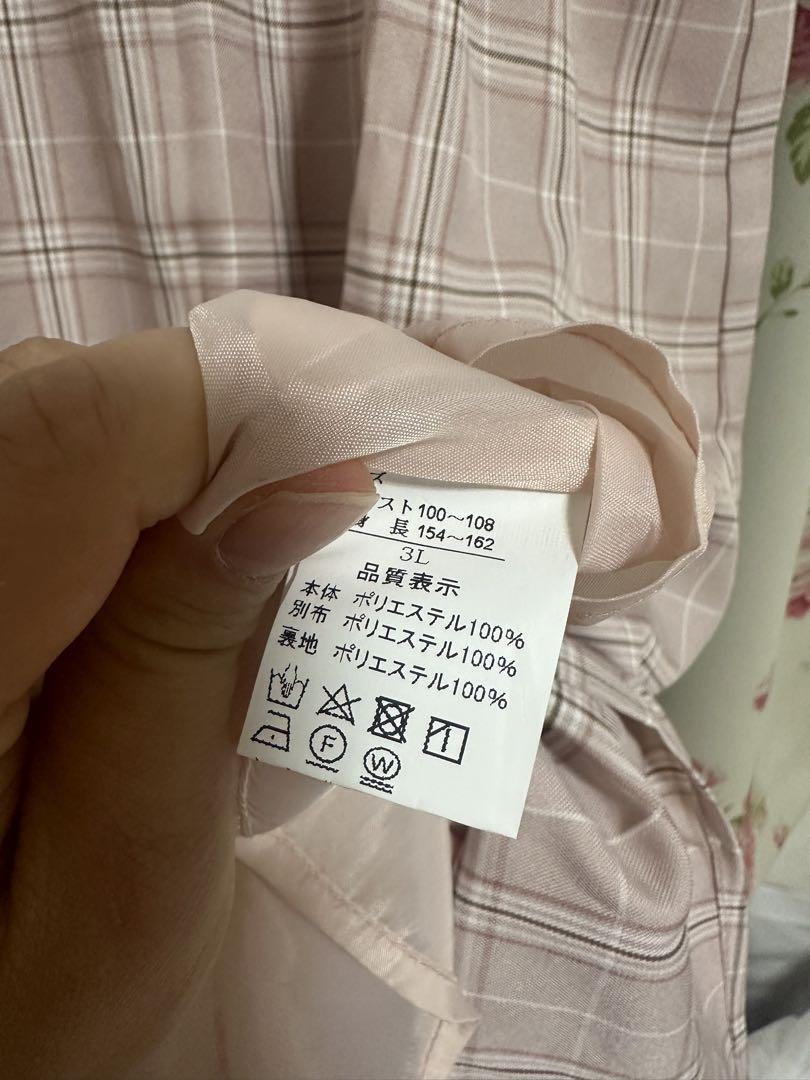 ズ
スト100～108
長 154～162
3L
品質表示
本体 ポリエステル100%
別布 ポリエステル100%
裏地 ポリエステル100%
F
W